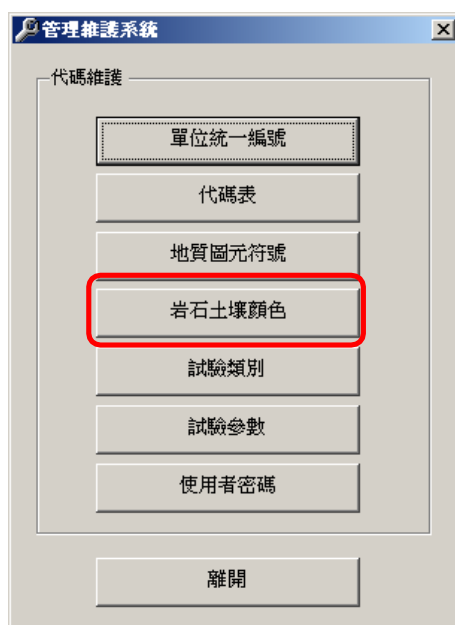 管理維護系統
代碼維護
單位統一編號
代碼表
地質圖元符號
岩石土壤顏色
試驗類別
試驗參數
使用者密碼
離開